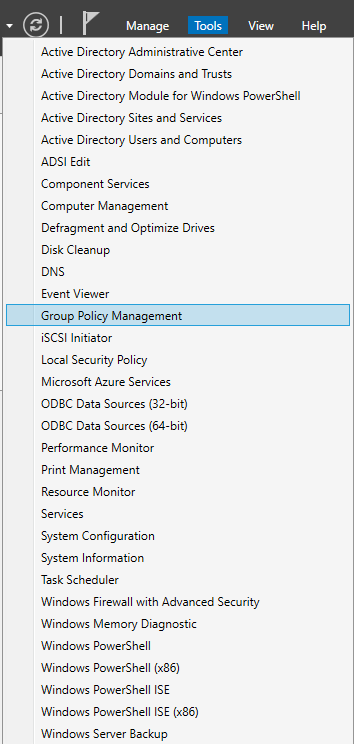 Manage Tools View Help
Active Directory Administrative Center
Active Directory Domains and Trusts
Active Directory Module for Windows PowerShell
Active Directory Sites and Services
Active Directory Users and Computers
ADSI Edit
Component Services
Computer Management
Defragment and Optimize Drives
Disk Cleanup
DNS
Event Viewer
Group Policy Management
iSCSI Initiator
Local Security Policy
Microsoft Azure Services
ODBC Data Sources (32-bit)
ODBC Data Sources (64-bit)
Performance Monitor
Print Management
Resource Monitor
Services
System Configuration
System Information
Task Scheduler
Windows Firewall with Advanced Security
Windows Memory Diagnostic
Windows PowerShell
Windows PowerShell (x86)
Windows PowerShell ISE
Windows PowerShell ISE (x86)
Windows Server Backup